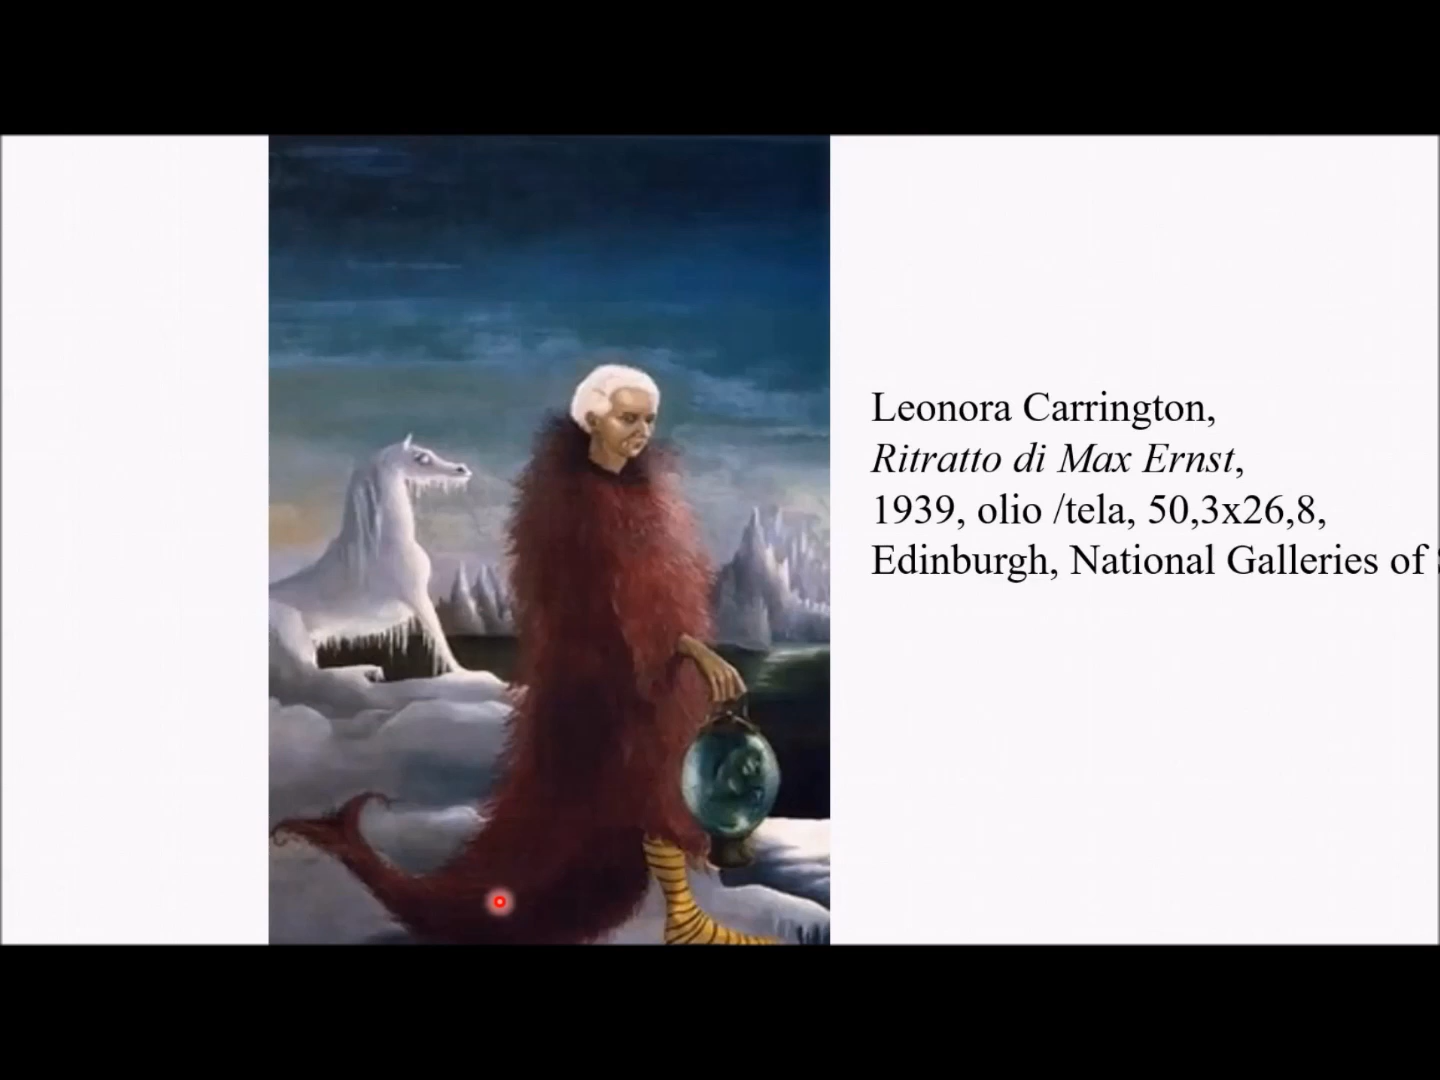 Leonora Carrington,
Ritratto di Max Ernst,
1939, olio /tela, 50,3x26,8,
Edinburgh, National Galleries of